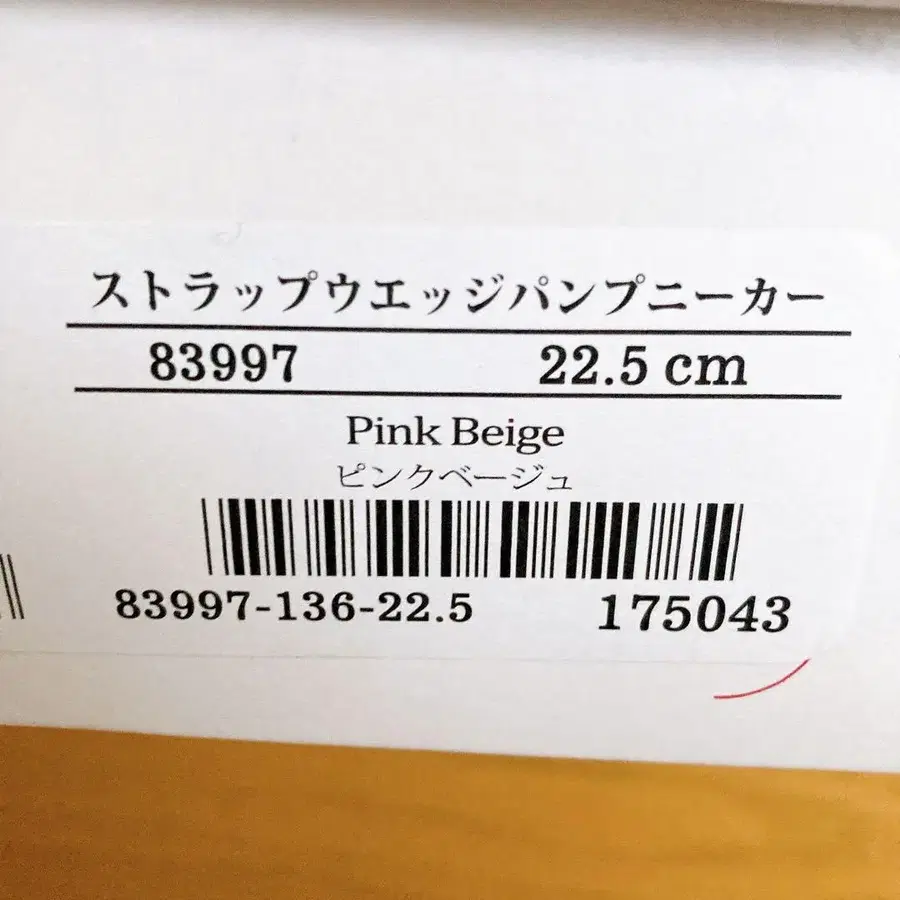 ストラップウエッジパンプニーカー
83997 22.5 cm
Pink Beige
ピンクベージュ
83997-136-22.5 175043